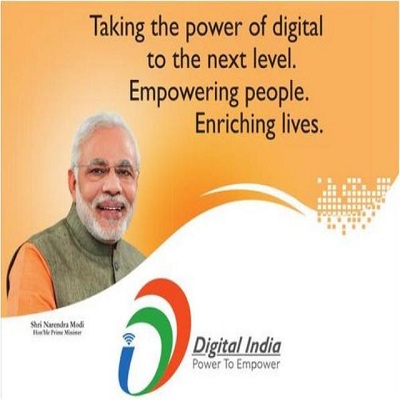 Taking the power of digital
to the next level.
Empowering people.
Enriching lives.
Shri Narendra Modi
Hon'ble Prime Minister
Digital India
Power To Empower